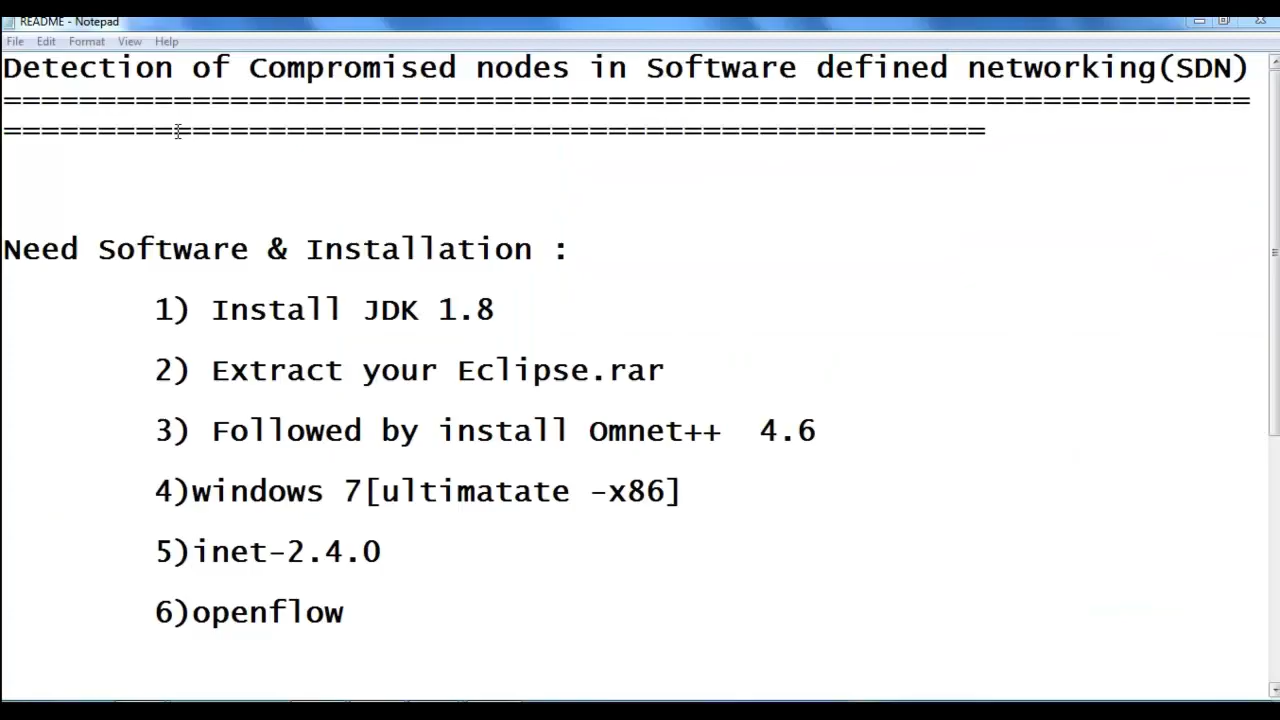 README - Notepad
File Edit Format View Help
Detection of Compromised nodes in Software defined networking(SDN)
==================================================================
====================================================
Need Software & Installation :
1) Install JDK 1.8
2) Extract your Eclipse.rar
3) Followed by install Omnet++  4.6
4)windows 7[ultimatate -x86]
5)inet-2.4.0
6)openflow